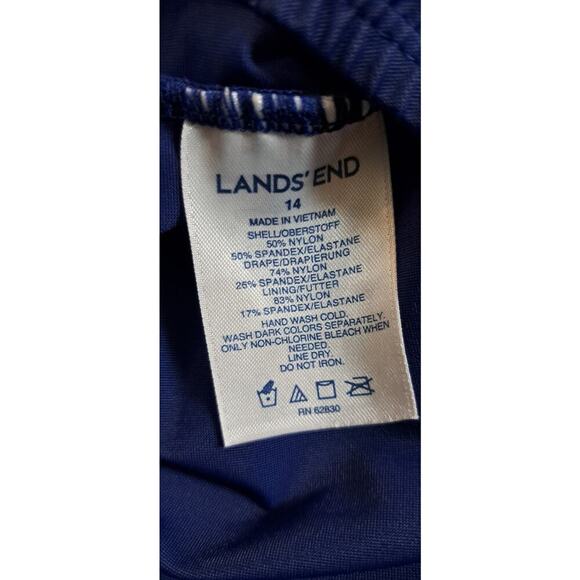 LANDS' END
14
MADE IN VIETNAM
SHELL/OBERSTOFF
50% NYLON
50% SPANDEX/ELASTANE
DRAPE/DRAPIERUNG
74% NYLON
26% SPANDEX/ELASTANE
LINING/FUTTER
83% NYLON
17% SPANDEX/ELASTANE
HAND WASH COLD.
WASH DARK COLORS SEPARATELY.
ONLY NON-CHLORINE BLEACH WHEN
NEEDED.
LINE DRY.
DO NOT IRON.
RN 62830